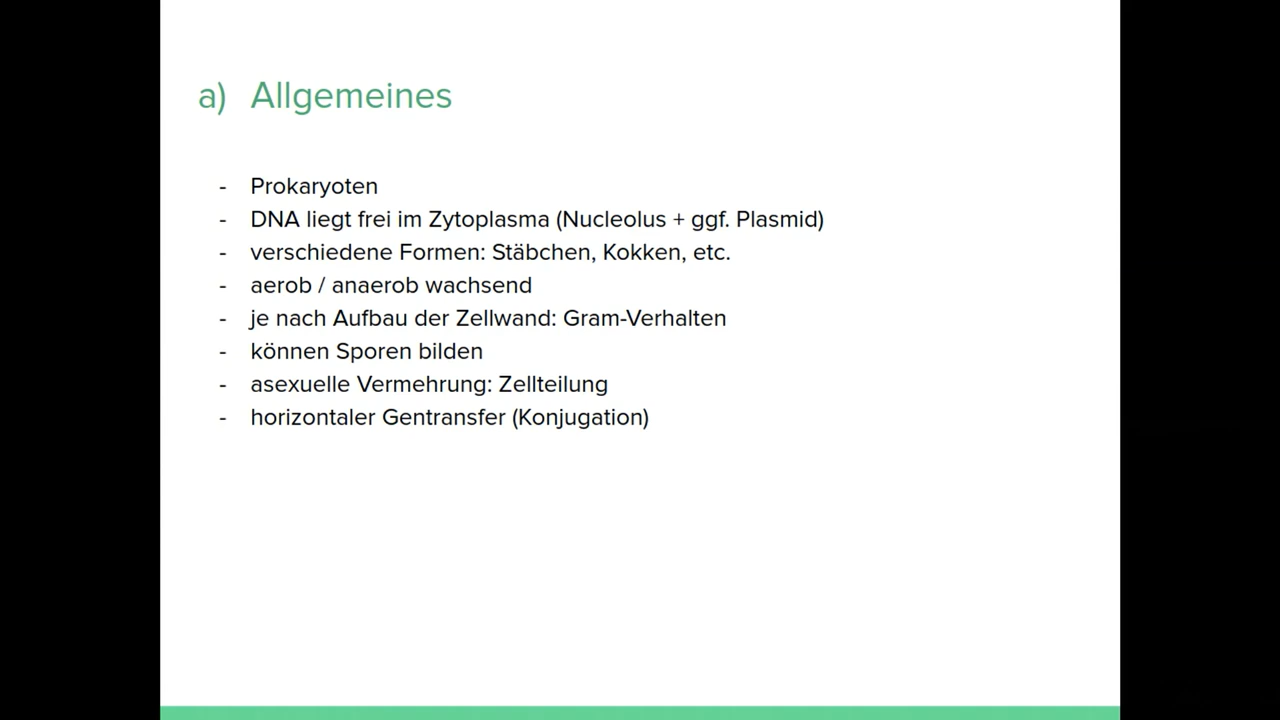 a) Allgemeines
- Prokaryoten
- DNA liegt frei im Zytoplasma (Nucleolus + ggf. Plasmid)
- verschiedene Formen: Stäbchen, Kokken, etc.
- aerob / anaerob wachsend
- je nach Aufbau der Zellwand: Gram-Verhalten
- können Sporen bilden
- asexuelle Vermehrung: Zellteilung
- horizontaler Gentransfer (Konjugation)